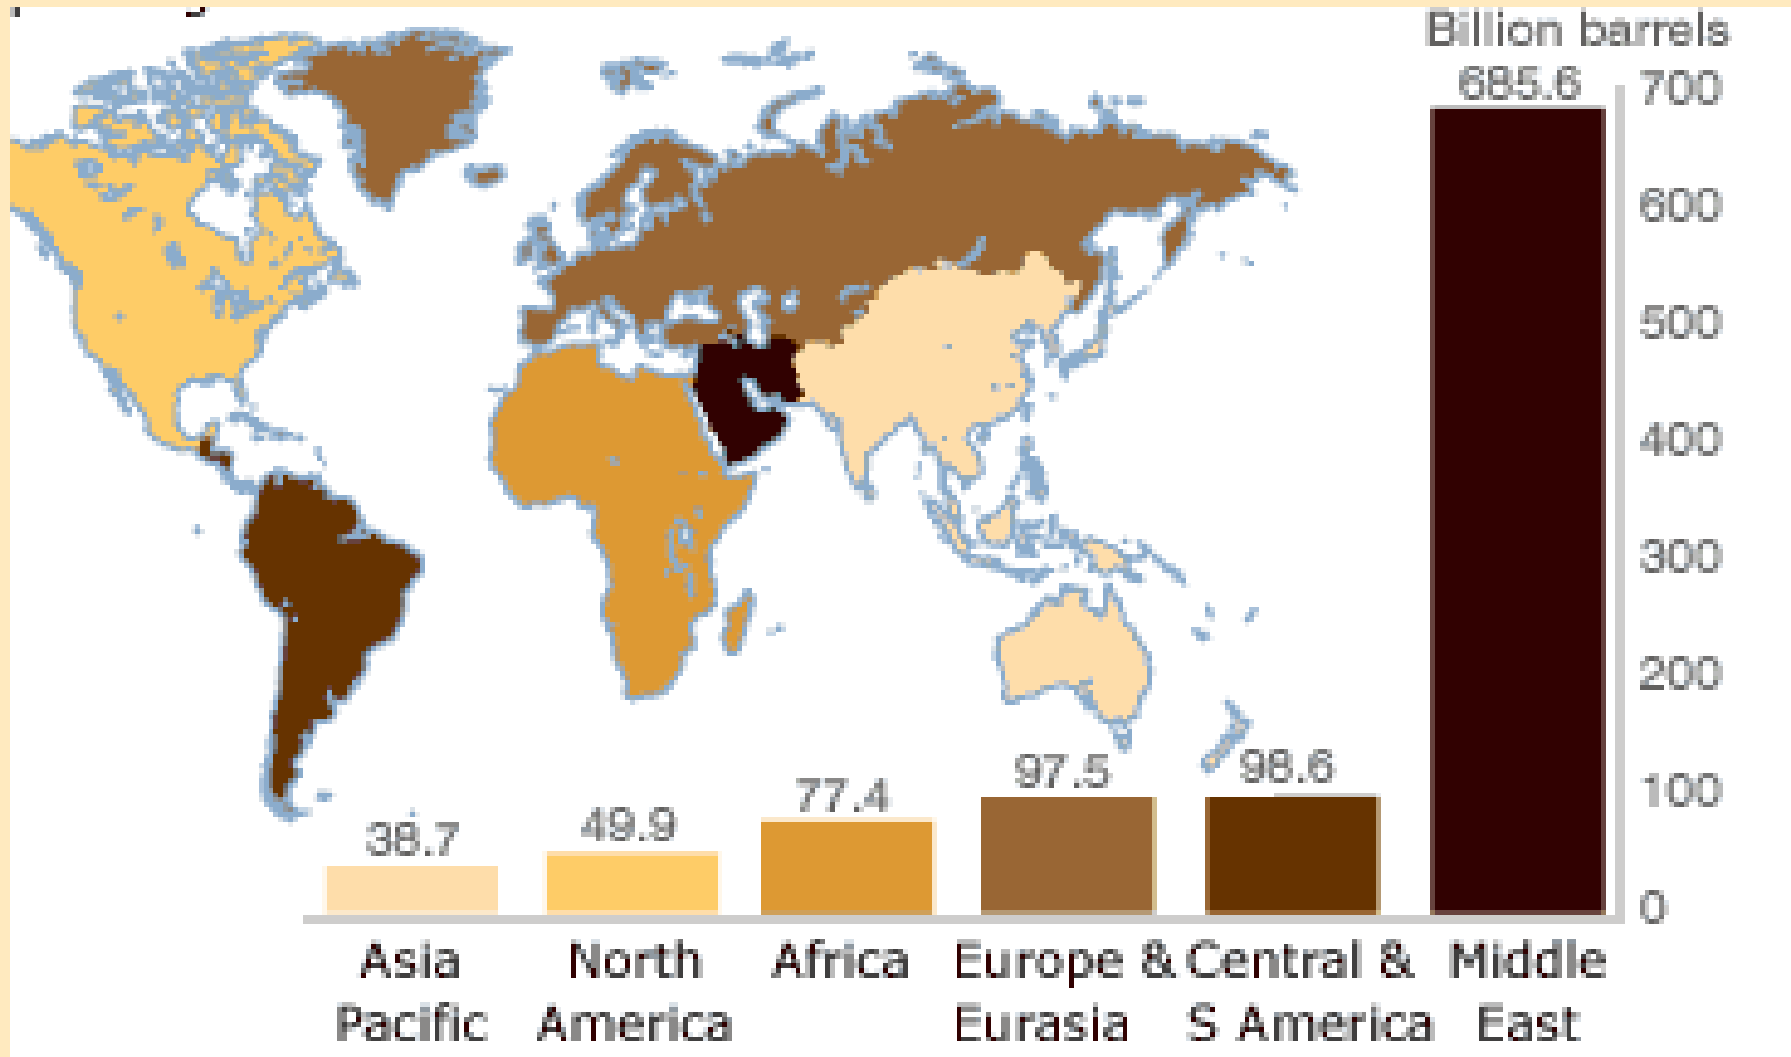 Billion barrels
685.6
700
600
500
400
300
200
100
0
38.7
49.9
77.4
97.5
98.6
Asia
Pacific
North
America
Africa
Europe &
Eurasia
Central &
S America
Middle
East